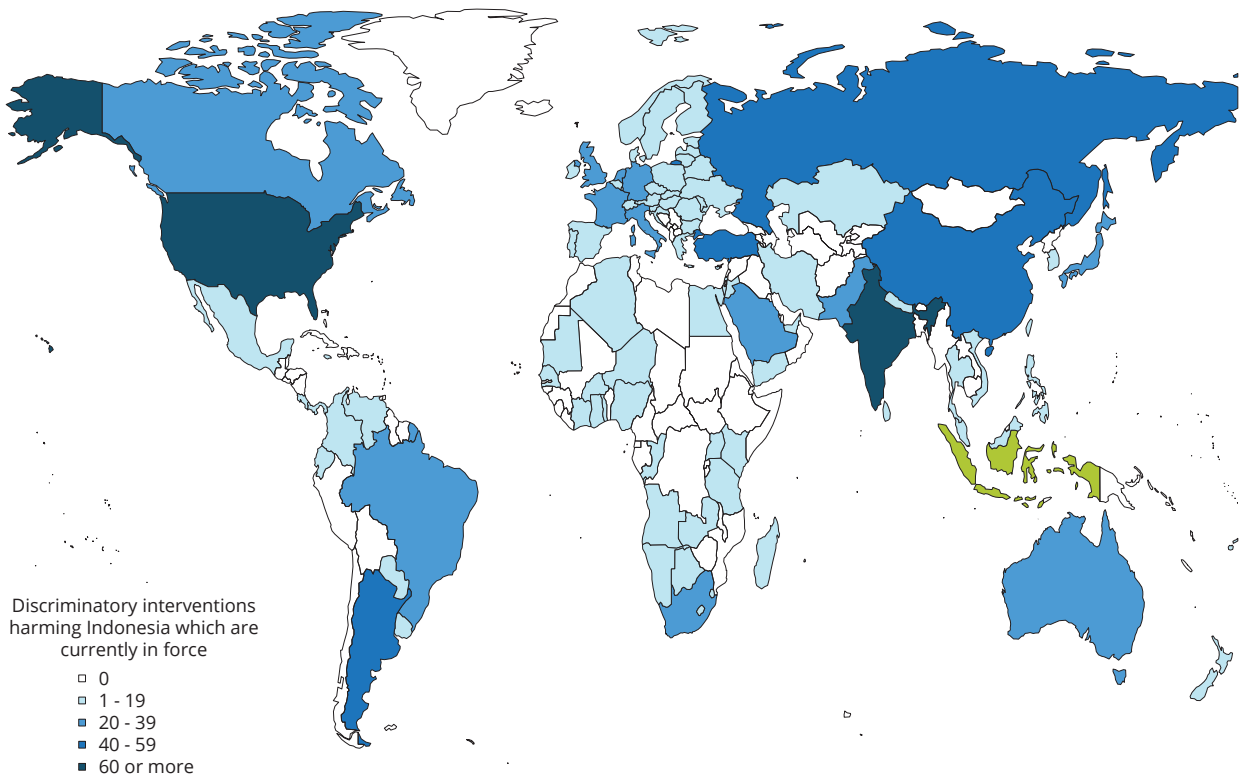 Discriminatory interventions
harming Indonesia which are
currently in force
0
1 - 19
20 - 39
40 - 59
60 or more